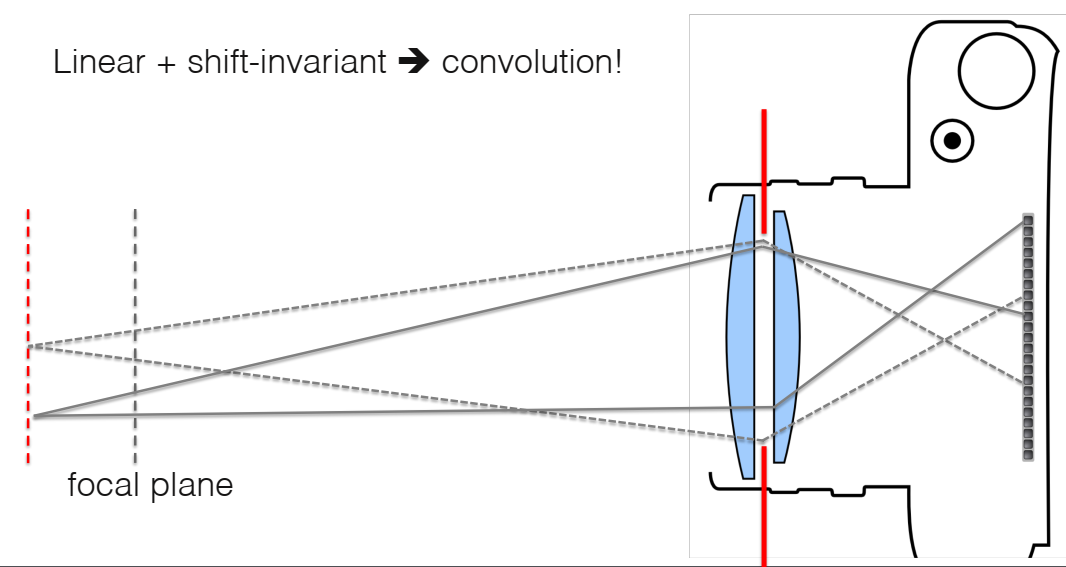 Linear + shift-invariant ➔ convolution!
focal plane